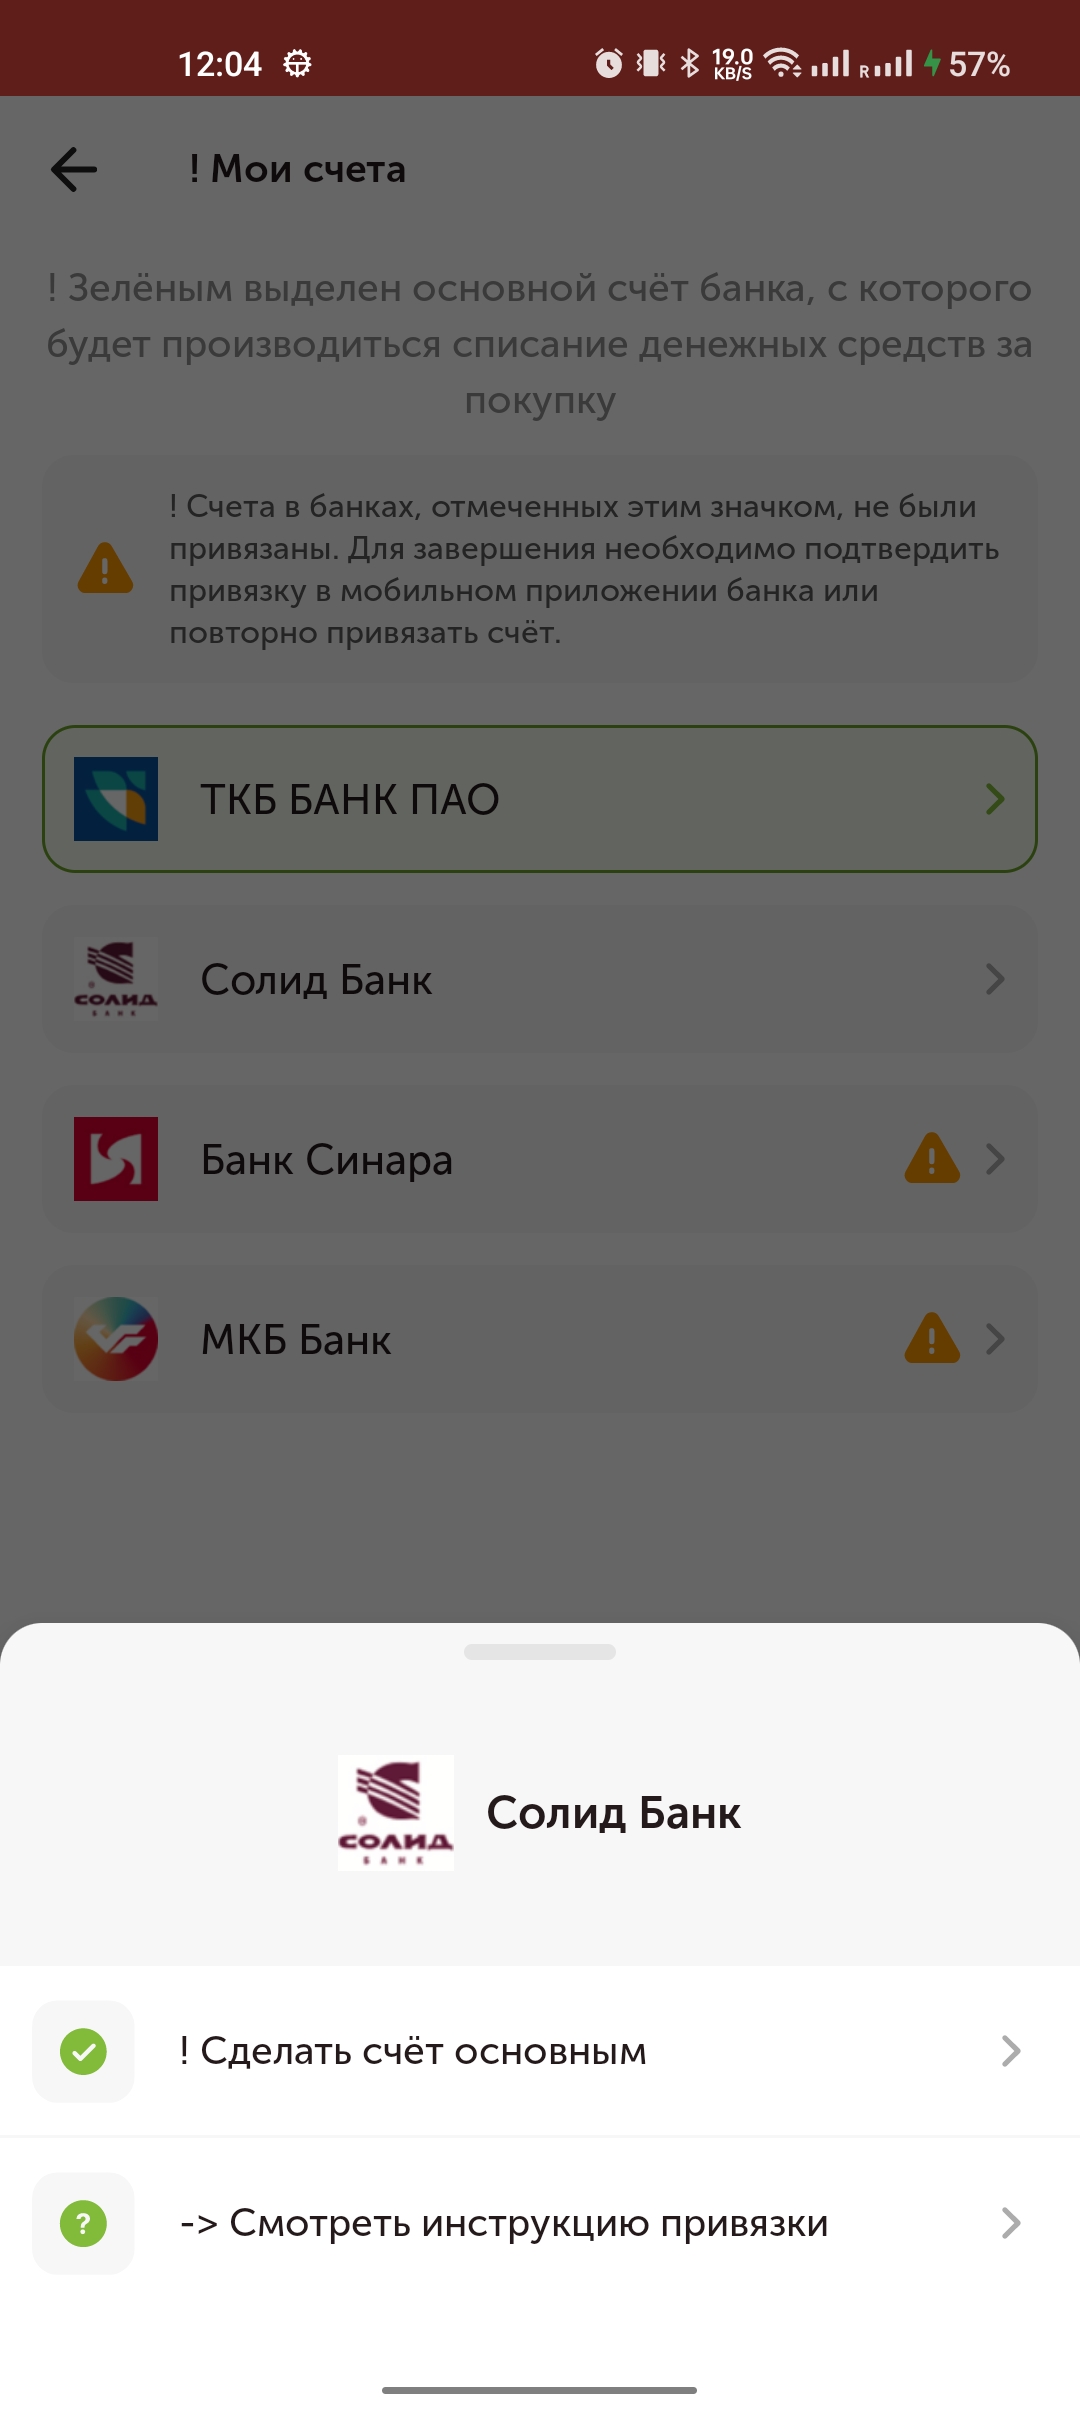 12:04
19.0
KB/S
R
57%
! Мои счета
! Зелёным выделен основной счёт банка, с которого
будет производиться списание денежных средств за
покупку
! Счета в банках, отмеченных этим значком, не были
привязаны. Для завершения необходимо подтвердить
привязку в мобильном приложении банка или
повторно привязать счёт.
ТКБ БАНК ПАО
СОЛИД
БАНК
Солид Банк
Банк Синара
МКБ Банк
®
СОЛИД
БАНК
Солид Банк
! Сделать счёт основным
-> Смотреть инструкцию привязки